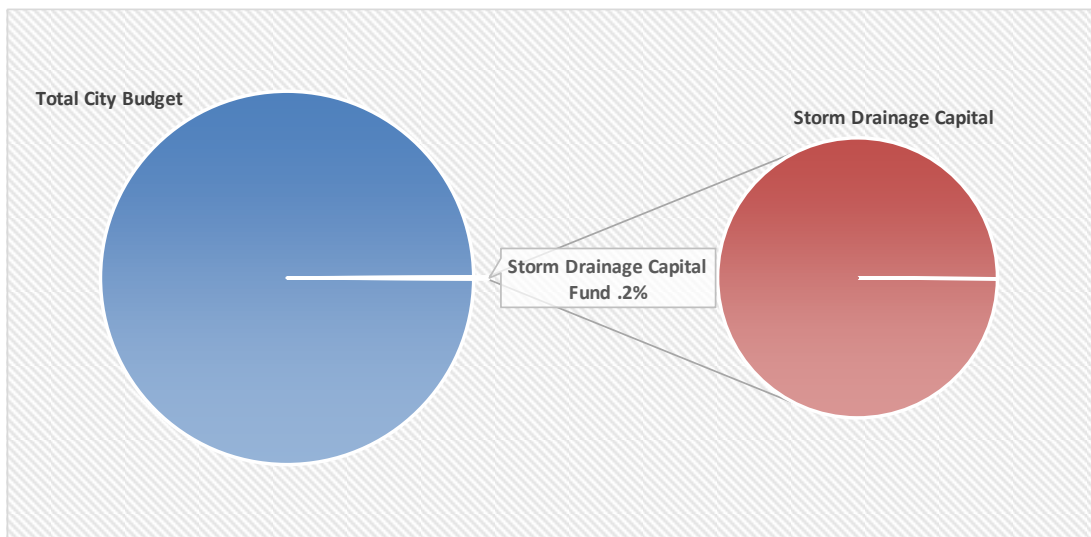 Total City Budget
Storm Drainage Capital
Storm Drainage Capital
Fund .2%